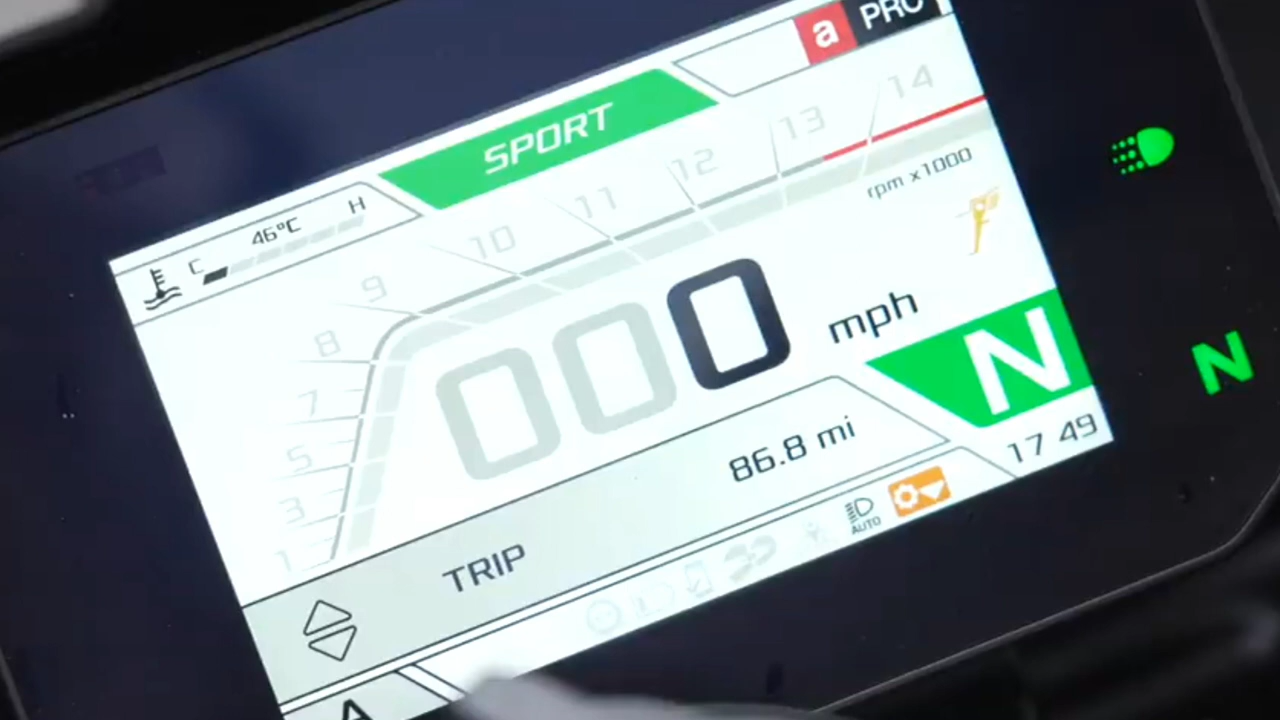 a PRC
SPORT
14
13
12
11
10
9
8
7
5
3
1
rpm x1000
46°C
C H
000 mph
N
N
86.8 mi
17 49
TRIP
AUTO
A